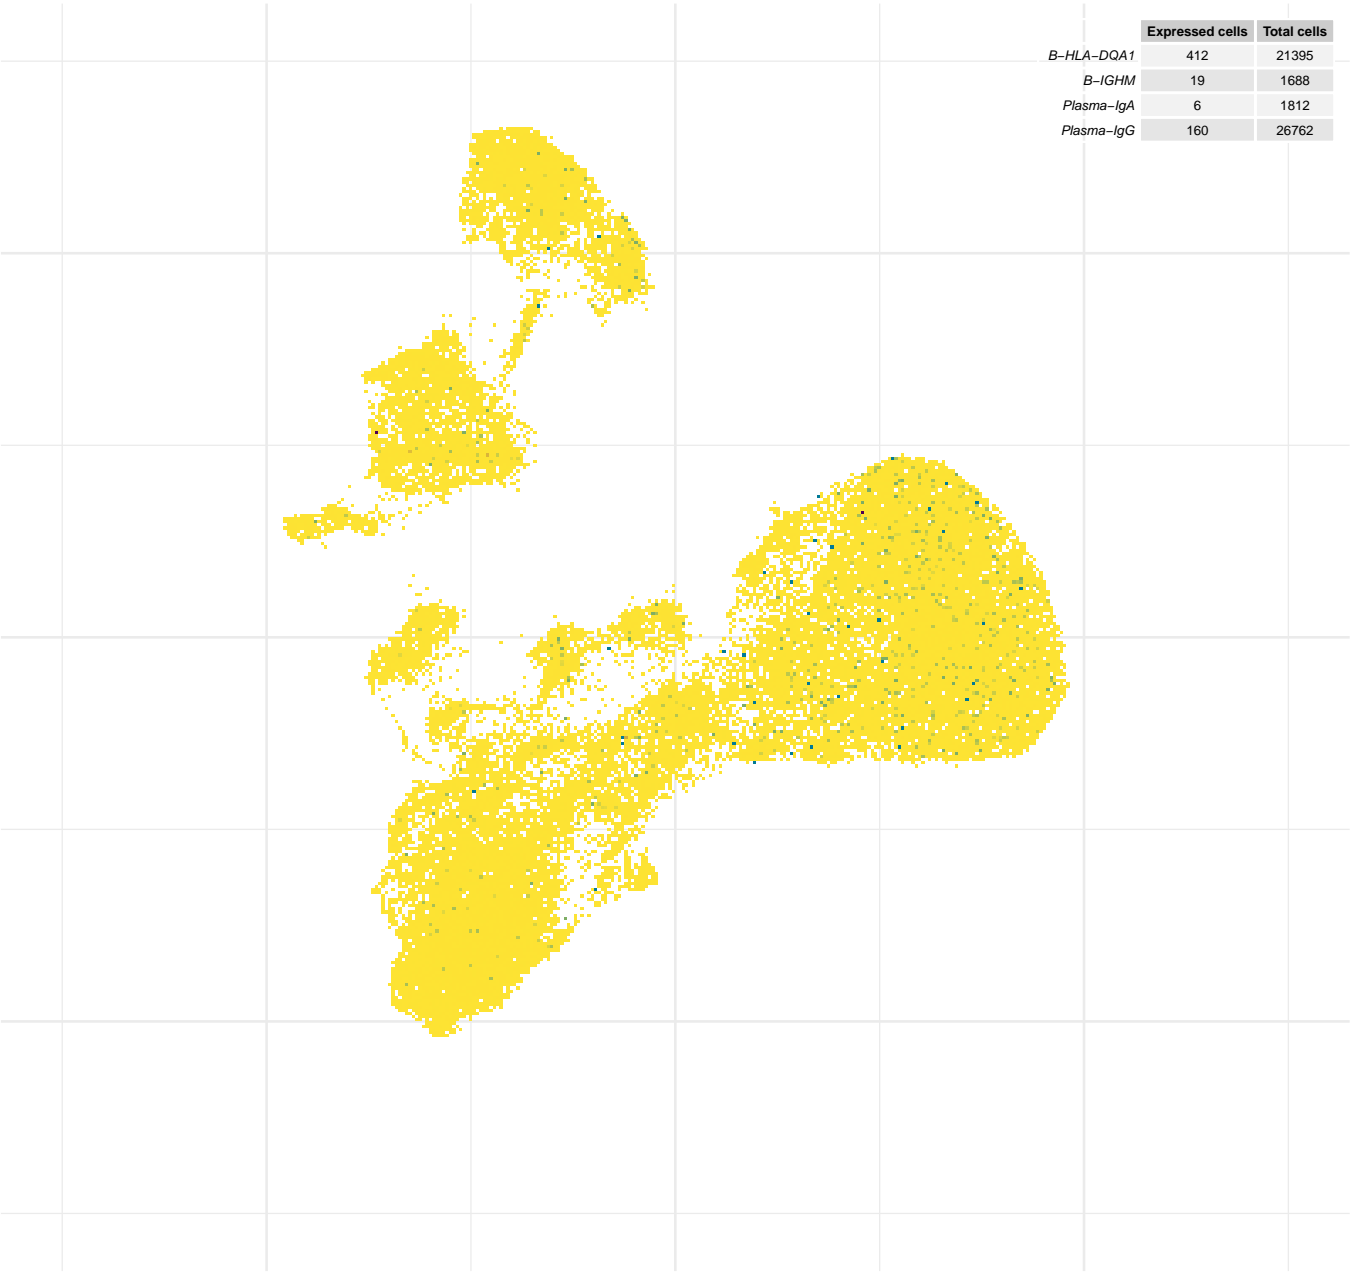 Expressed cells Total cells
B−HLA−DQA1 412 21395
B−IGHM 19 1688
Plasma−IgA 6 1812
Plasma−IgG 160 26762